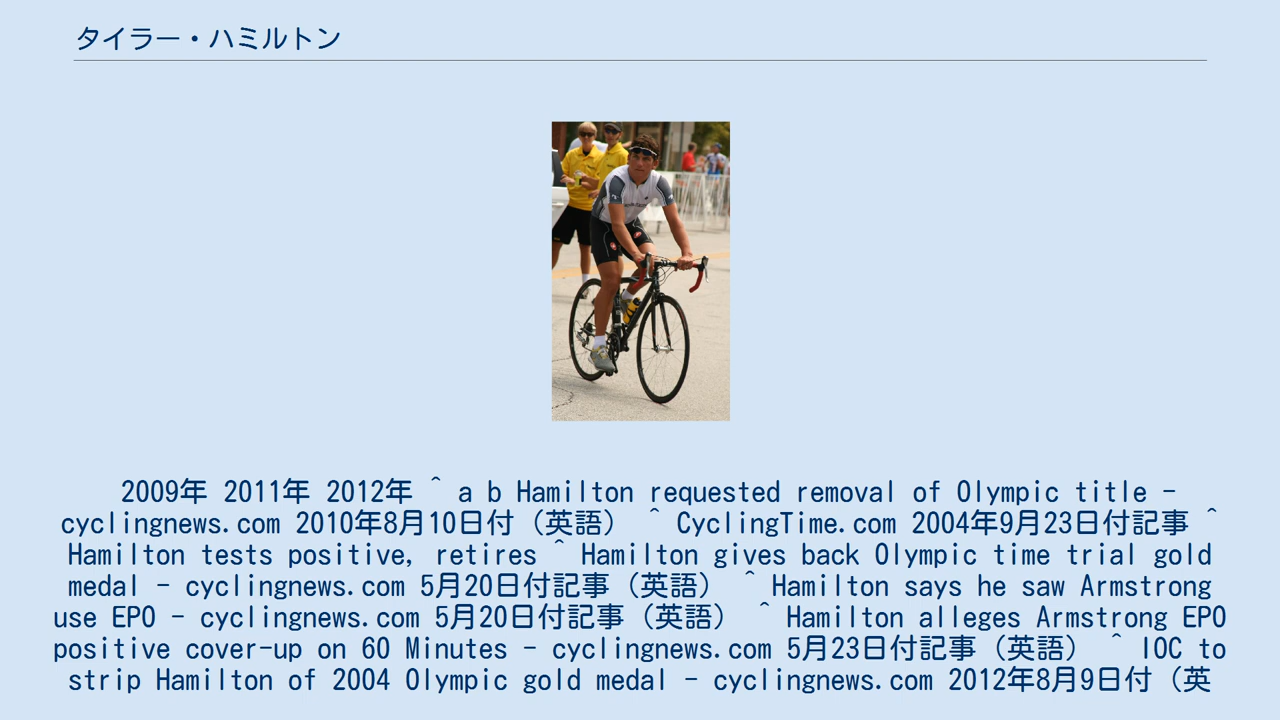 タイラー・ハミルトン
2009年 2011年 2012年 ^ a b Hamilton requested removal of Olympic title -
cyclingnews.com 2010年8月10日付（英語） ^ CyclingTime.com 2004年9月23日付記事 ^
Hamilton tests positive, retires ^ Hamilton gives back Olympic time trial gold
medal - cyclingnews.com 5月20日付記事（英語） ^ Hamilton says he saw Armstrong
use EPO - cyclingnews.com 5月20日付記事（英語） ^ Hamilton alleges Armstrong EPO
positive cover-up on 60 Minutes - cyclingnews.com 5月23日付記事（英語） ^ IOC to
strip Hamilton of 2004 Olympic gold medal - cyclingnews.com 2012年8月9日付（英